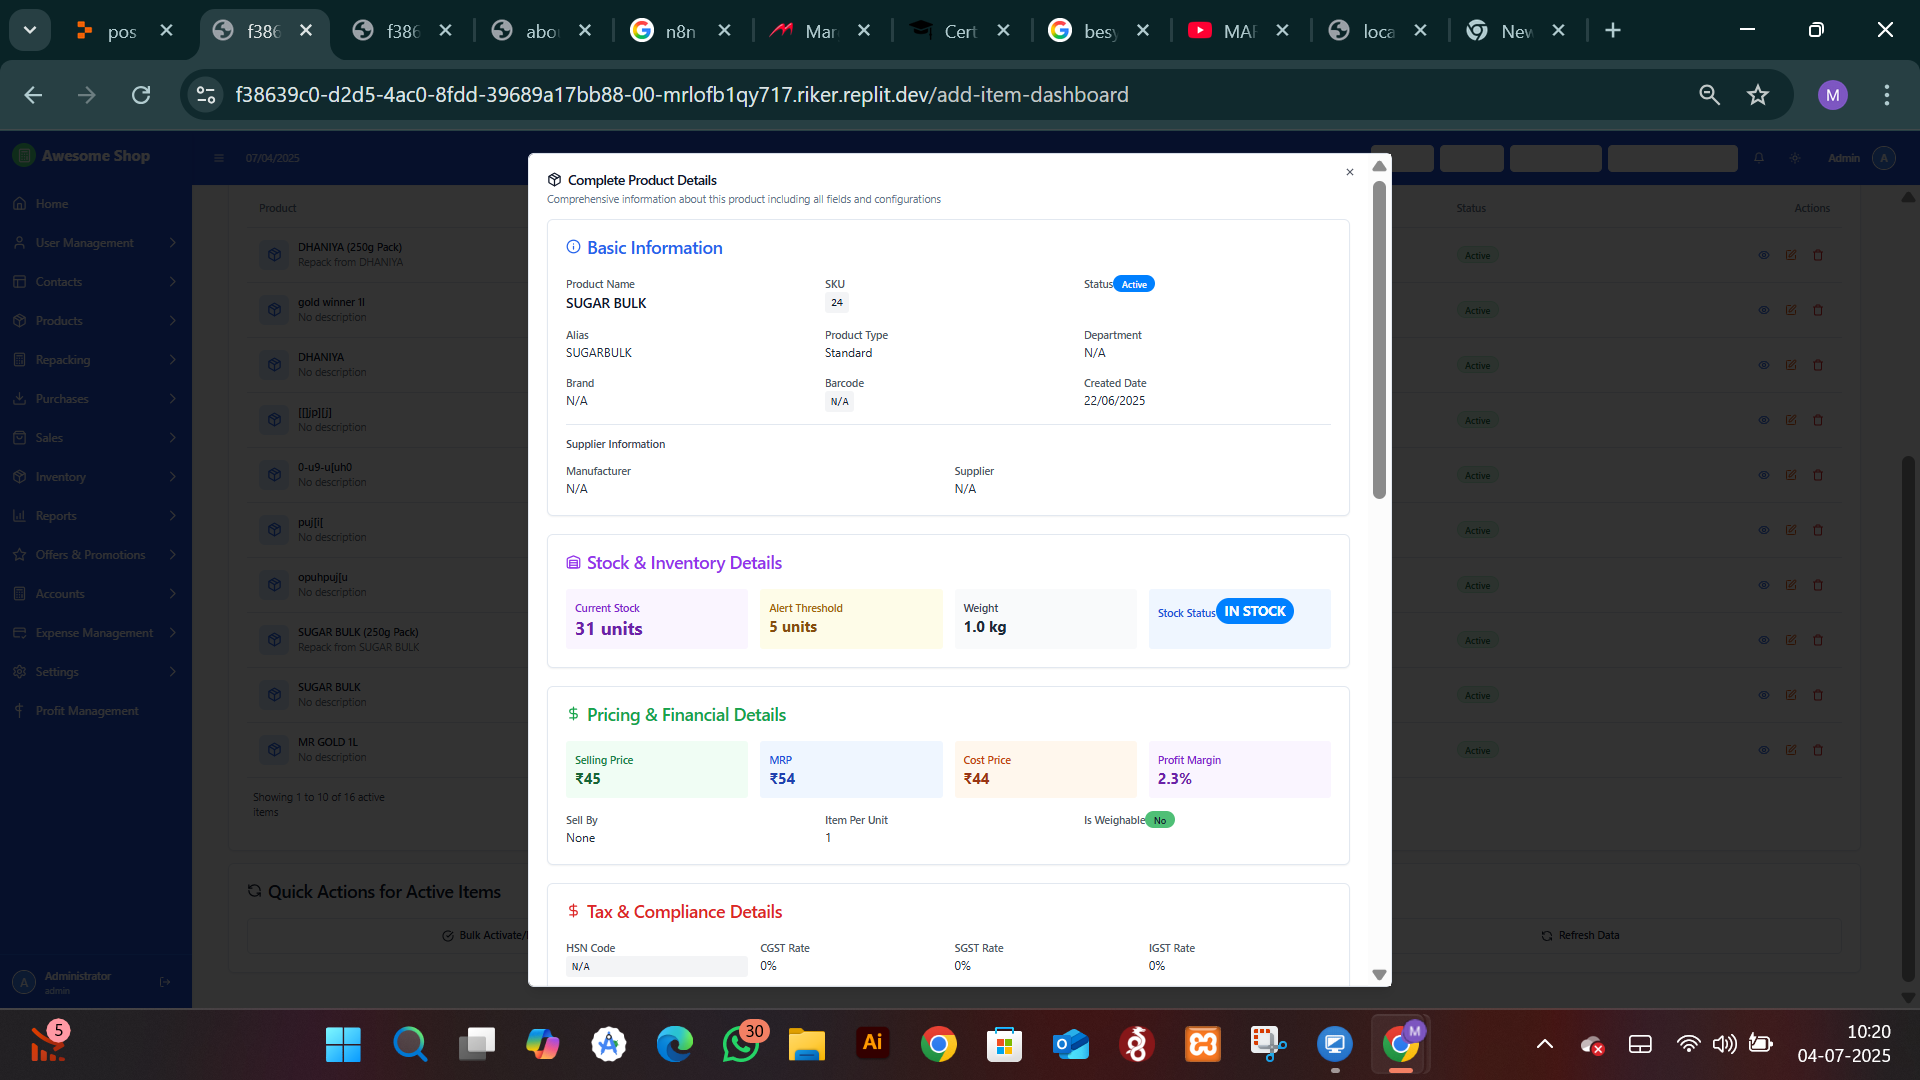 pos
f386
f386
abo
n8n
Mar
Cert
besy
MAR
loca
New
f38639c0-d2d5-4ac0-8fdd-39689a17bb88-00-mrlofb1qy717.riker.replit.dev/add-item-dashboard
M
Awesome Shop
07/04/2025
Admin
A
Home
User Management
Contacts
Products
Repacking
Purchases
Sales
Inventory
Reports
Offers & Promotions
Accounts
Expense Management
Settings
Profit Management
A
Administrator
admin
Product
Status
Actions
DHANIYA (250g Pack)
Repack from DHANIYA
Active
gold winner 1l
No description
Active
DHANIYA
No description
Active
[[]jp][j]
No description
Active
0-u9-u[uh0
No description
Active
puj[i[
No description
Active
opuhpuj[u
No description
Active
SUGAR BULK (250g Pack)
Repack from SUGAR BULK
Active
SUGAR BULK
No description
Active
MR GOLD 1L
No description
Active
Showing 1 to 10 of 16 active
items
Quick Actions for Active Items
Bulk Activate/
Refresh Data
Complete Product Details
Comprehensive information about this product including all fields and configurations
Basic Information
Product Name
SUGAR BULK
SKU
24
Status Active
Alias
SUGARBULK
Product Type
Standard
Department
N/A
Brand
N/A
Barcode
N/A
Created Date
22/06/2025
Supplier Information
Manufacturer
N/A
Supplier
N/A
Stock & Inventory Details
Current Stock
31 units
Alert Threshold
5 units
Weight
1.0 kg
Stock Status IN STOCK
Pricing & Financial Details
Selling Price
₹45
MRP
₹54
Cost Price
₹44
Profit Margin
2.3%
Sell By
None
Item Per Unit
1
Is Weighable No
Tax & Compliance Details
HSN Code
N/A
CGST Rate
0%
SGST Rate
0%
IGST Rate
0%
5
30
Ai
M
10:20
04-07-2025